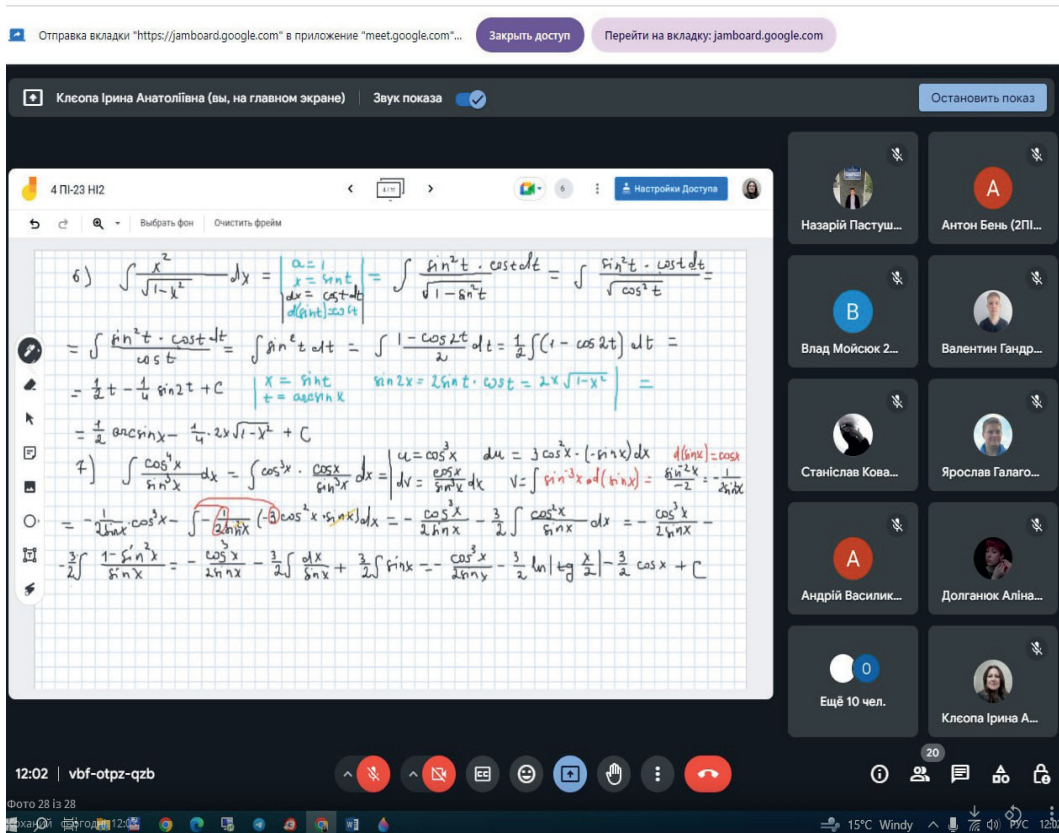 Отправка вкладки "https://jamboard.google.com" в приложение "meet.google.com"... Закрыть доступ Перейти на вкладку: jamboard.google.com
Клєопа Ірина Анатоліївна (вы, на главном экране) Звук показа Остановить показ
4 ПІ-23 НІ2 6 Настройки Доступа
Выбрать фон Очистить фрейм
6) ∫ x²/√(1-x²) dx = | a = 1 x = sin t dx = cos t dt | = ∫ sin²t · cos t dt/√(1 - sin²t) = ∫ sin²t · cos t dt/√(cos²t) =
= ∫ sin²t · cos t dt/cos t = ∫ sin²t dt = ∫ (1 - cos 2t)/2 dt = 1/2 ∫ (1 - cos 2t) dt =
= 1/2 t - 1/4 sin 2t + C | x = sin t t = arcsin x sin 2x = 2 sin t · cos t = 2x √(1-x²) | =
= 1/2 arcsin x - 1/4 · 2x √(1-x²) + C
7) ∫ cos⁴x/sin³x dx = ∫ cos³x · cos x/sin³x dx = | u = cos³x du = 3 cos²x · (-sin x) dx dv = cos x/sin³x dx v = ∫ sin⁻³x d(sin x) = sin⁻²x/-2 = d(sin x) = cos x
= -1/2sin x · cos³x - ∫ - 1/2sin²x (-3) cos²x · sin x) dx = - cos³x/2sin x - 3/2 ∫ cos²x/sin x dx = - cos³x/2sin x -
- 3/2 ∫ (1 - sin²x)/sin x = - cos³x/2sin x - 3/2 ∫ dx/sin x + 3/2 ∫ sin x = - cos³x/2sin x - 3/2 ln |tg x/2| - 3/2 cos x + C
Назарій Пастуш...
А
Антон Бень (2ПІ...
В
Влад Мойсюк 2...
Валентин Гандр...
Станіслав Кова...
Ярослав Галаго...
А
Андрій Василик...
Долганюк Аліна...
О
Ещё 10 чел.
Клєопа Ірина А...
12:02 | vbf-otpz-qzb
20
Фото 28 із 28
15°C Windy РУС